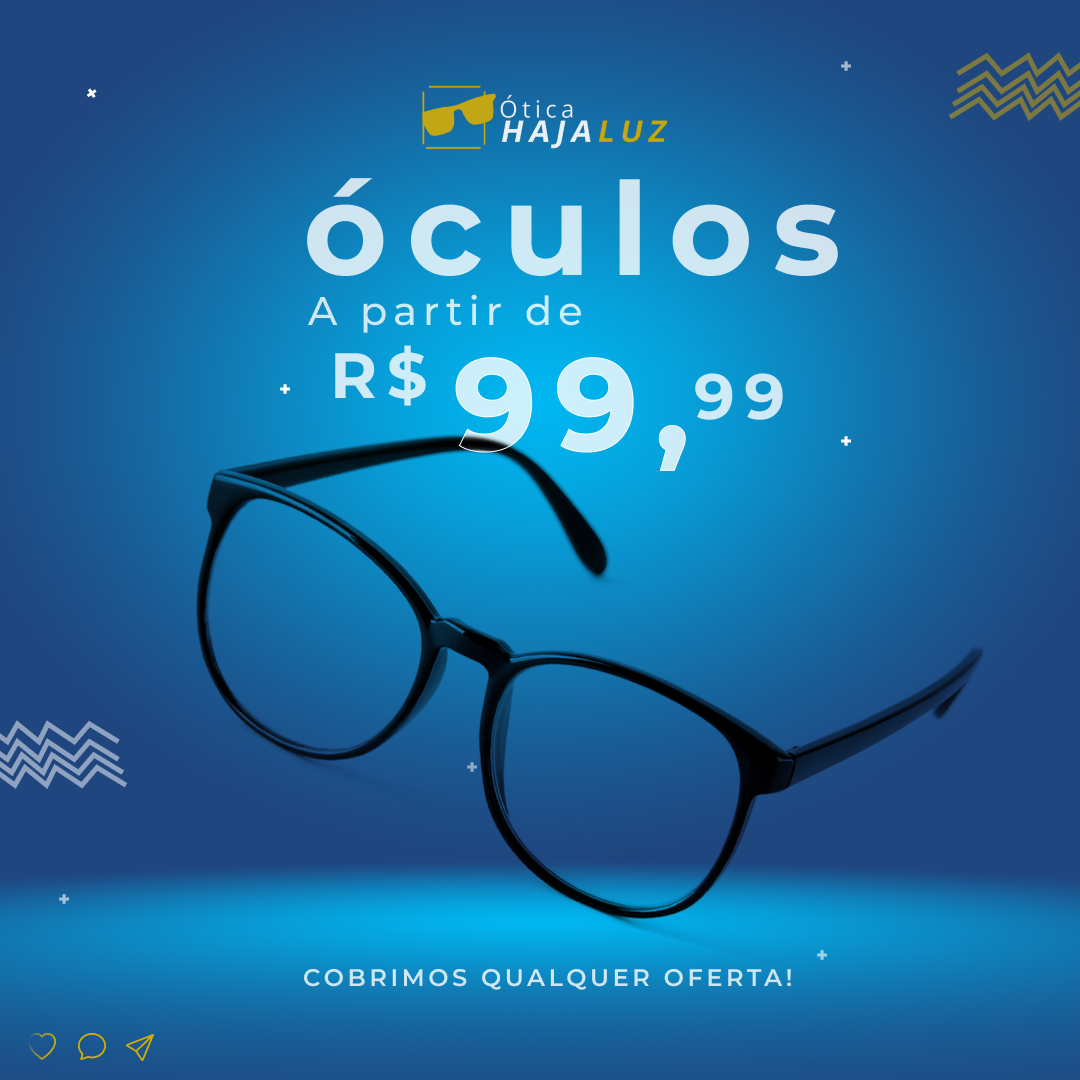 Ótica
HAJALUZ
óculos
A partir de
R$ 99,99
COBRIMOS QUALQUER OFERTA!